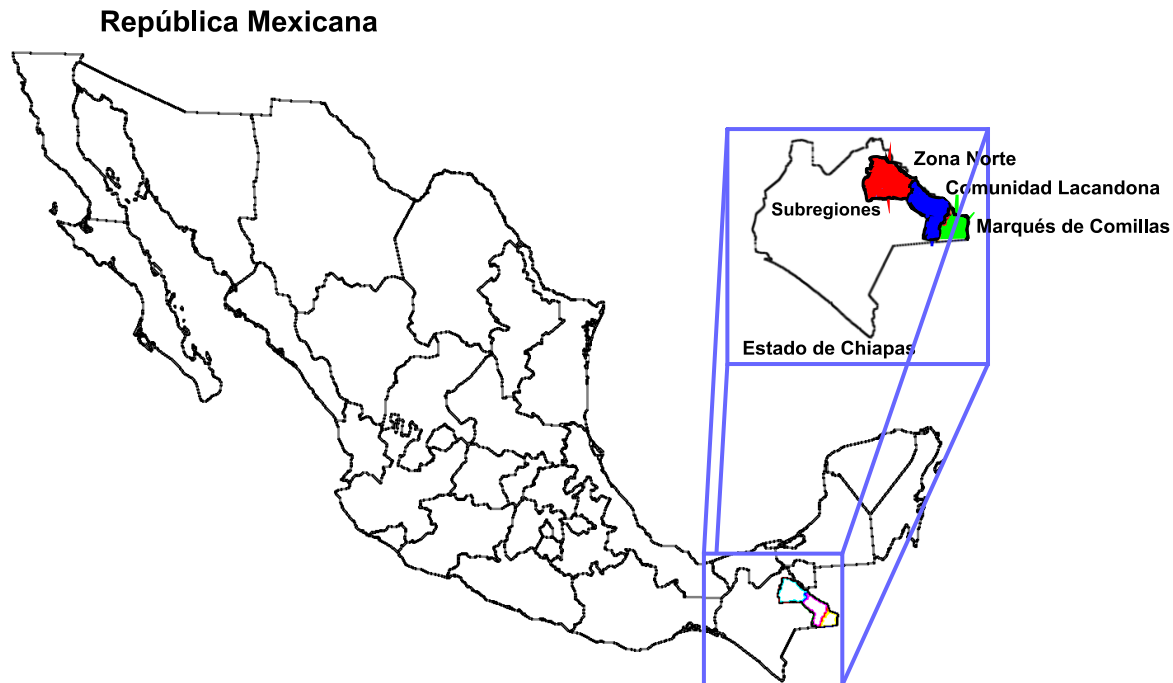 República Mexicana
Zona Norte
Comunidad Lacandona
Subregiones
Marqués de Comillas
Estado de Chiapas